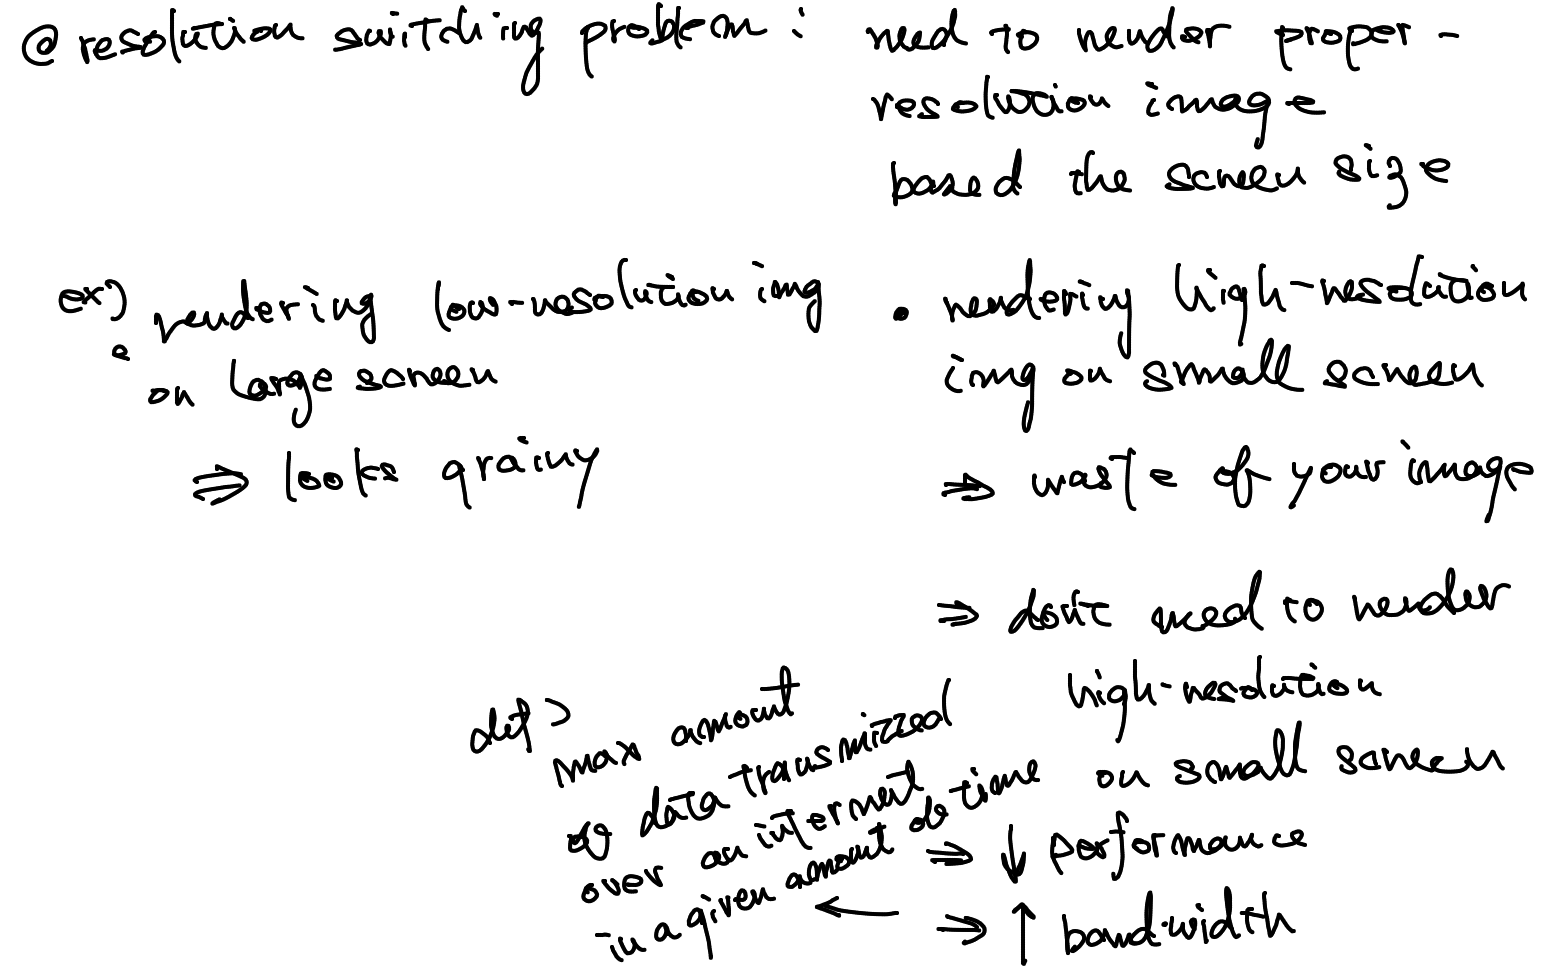 @ resolution switching problem : need to render proper -
resolution image
based the screen size
ex) rendering low-resolution img
on large screen
⇒ looks grainy
• rendering high-resolution
img on small screen
⇒ waste of your image
⇒ don't need to render
high-resolution
on small screen
⇒ ↓ performance
⇒ ↑ bandwidth
←
def>
max amount
of data transmitted
over an internet
in a given amount of time